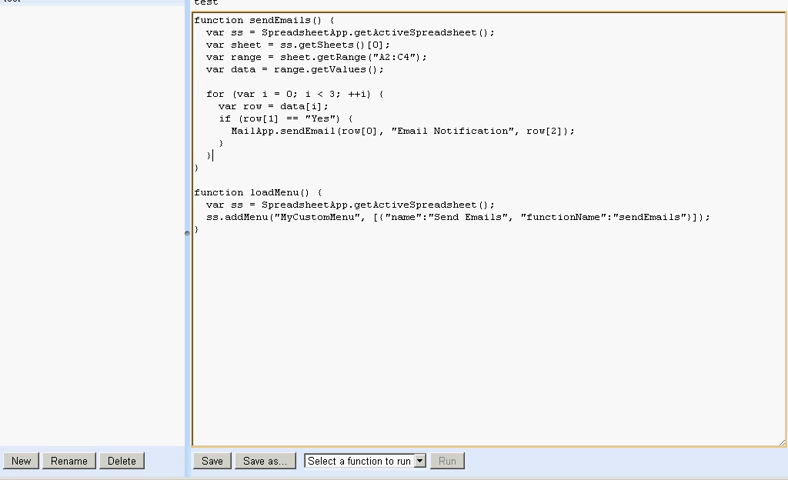 test
function sendEmails() {
  var ss = SpreadsheetApp.getActiveSpreadsheet();
  var sheet = ss.getSheets()[0];
  var range = sheet.getRange("A2:C4");
  var data = range.getValues();

  for (var i = 0; i < 3; ++i) {
    var row = data[i];
    if (row[1] == "Yes") {
      MailApp.sendEmail(row[0], "Email Notification", row[2]);
    }
  }
}

function loadMenu() {
  var ss = SpreadsheetApp.getActiveSpreadsheet();
  ss.addMenu("MyCustomMenu", [{"name":"Send Emails", "functionName":"sendEmails"}]);
}
New Rename Delete Save Save as... Select a function to run Run